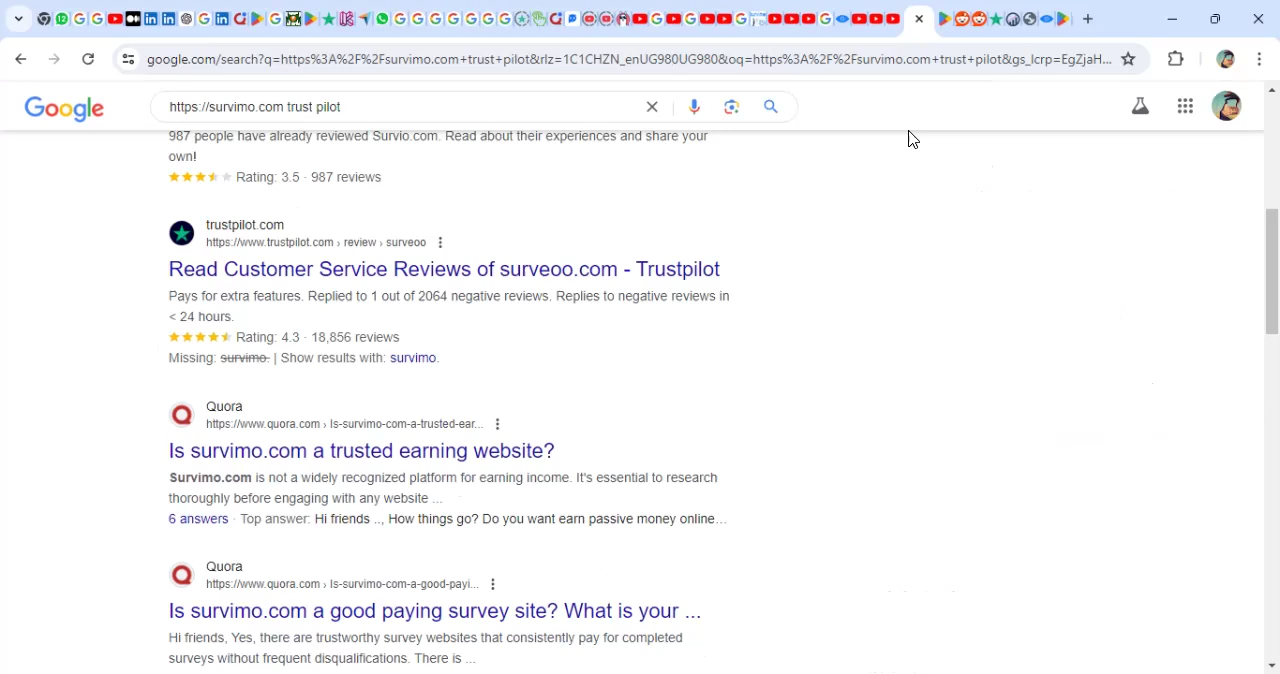 google.com/search?q=https%3A%2F%2Fsurvimo.com+trust+pilot&rlz=1C1CHZN_enUG980UG980&oq=https%3A%2F%2Fsurvimo.com+trust+pilot&gs_lcrp=EgZjaH...
Google
https://survimo.com trust pilot
987 people have already reviewed Survio.com. Read about their experiences and share your
own!
Rating: 3.5 · 987 reviews
trustpilot.com
https://www.trustpilot.com › review › surveoo
Read Customer Service Reviews of surveoo.com - Trustpilot
Pays for extra features. Replied to 1 out of 2064 negative reviews. Replies to negative reviews in
< 24 hours.
Rating: 4.3 · 18,856 reviews
Missing: survimo. | Show results with: survimo.
Quora
https://www.quora.com › Is-survimo-com-a-trusted-ear...
Is survimo.com a trusted earning website?
Survimo.com is not a widely recognized platform for earning income. It's essential to research
thoroughly before engaging with any website ...
6 answers · Top answer: Hi friends .., How things go? Do you want earn passive money online...
Quora
https://www.quora.com › Is-survimo-com-a-good-payi...
Is survimo.com a good paying survey site? What is your ...
Hi friends, Yes, there are trustworthy survey websites that consistently pay for completed
surveys without frequent disqualifications. There is ...